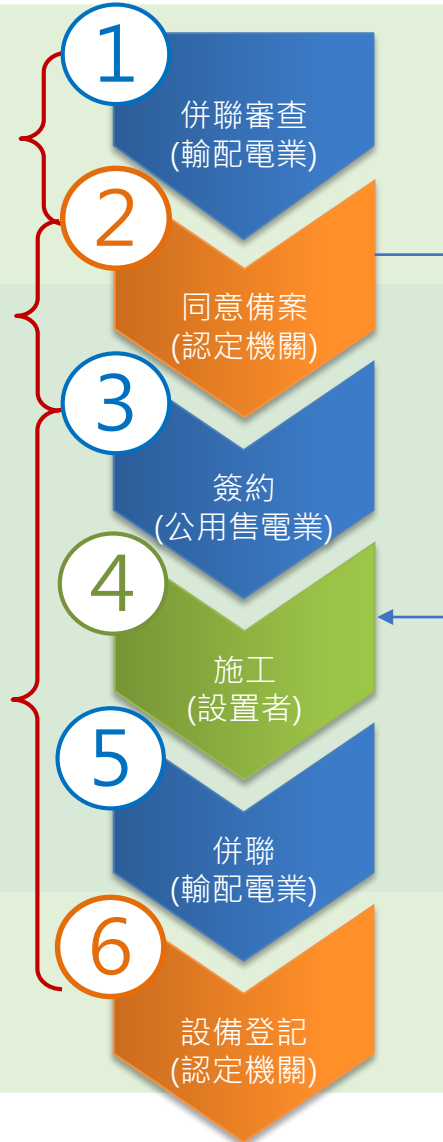 1
併聯審查
(輸配電業)
2
同意備案
(認定機關)
3
簽約
(公用售電業)
4
施工
(設置者)
5
併聯
(輸配電業)
6
設備登記
(認定機關)